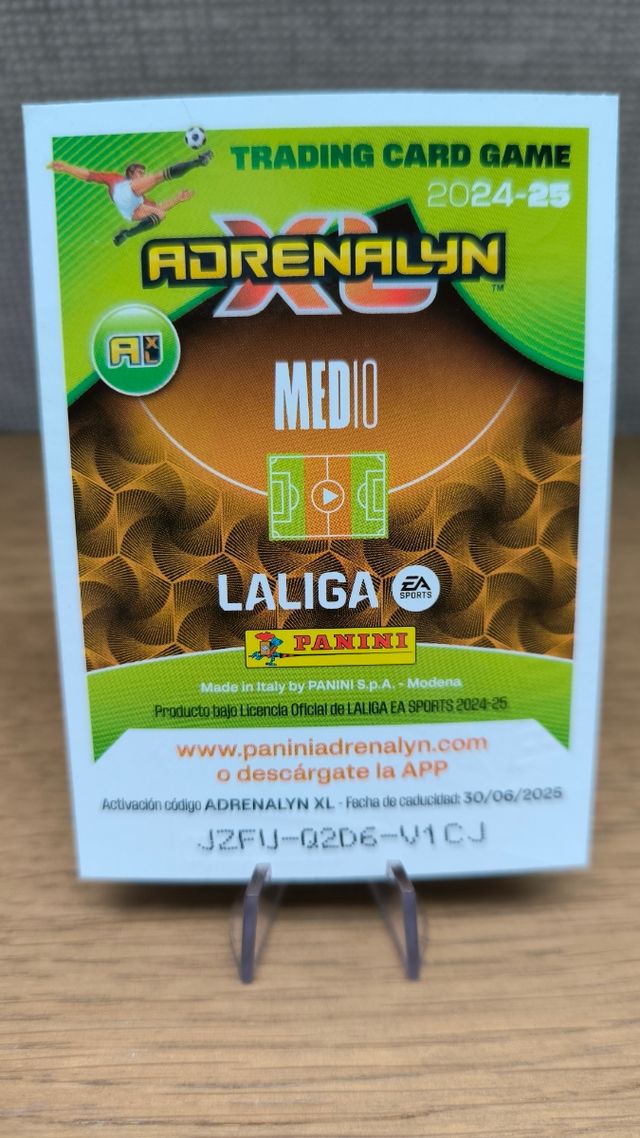 TRADING CARD GAME
2024-25
ADRENALYN XL™
AXL
MEDIO
LALIGA
EA SPORTS
PANINI
Made in Italy by PANINI S.p.A. - Modena
Producto bajo Licencia Oficial de LALIGA EA SPORTS 2024-25
www.paniniadrenalyn.com
o descárgate la APP
Activación código ADRENALYN XL - Fecha de caducidad: 30/06/2025
JZFU-Q2D6-V1CJ